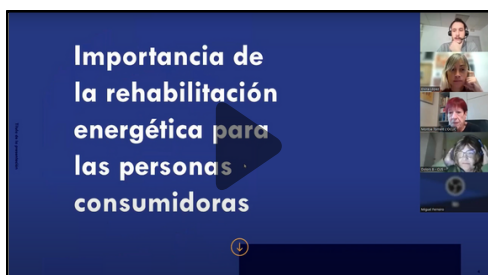 Importancia de
la rehabilitación
energética para
las personas
consumidoras